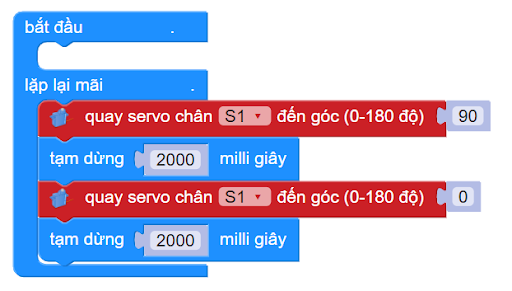 bắt đầu .
lặp lại mãi .
quay servo chân S1 đến góc (0-180 độ) 90
tạm dừng 2000 milli giây
quay servo chân S1 đến góc (0-180 độ) 0
tạm dừng 2000 milli giây